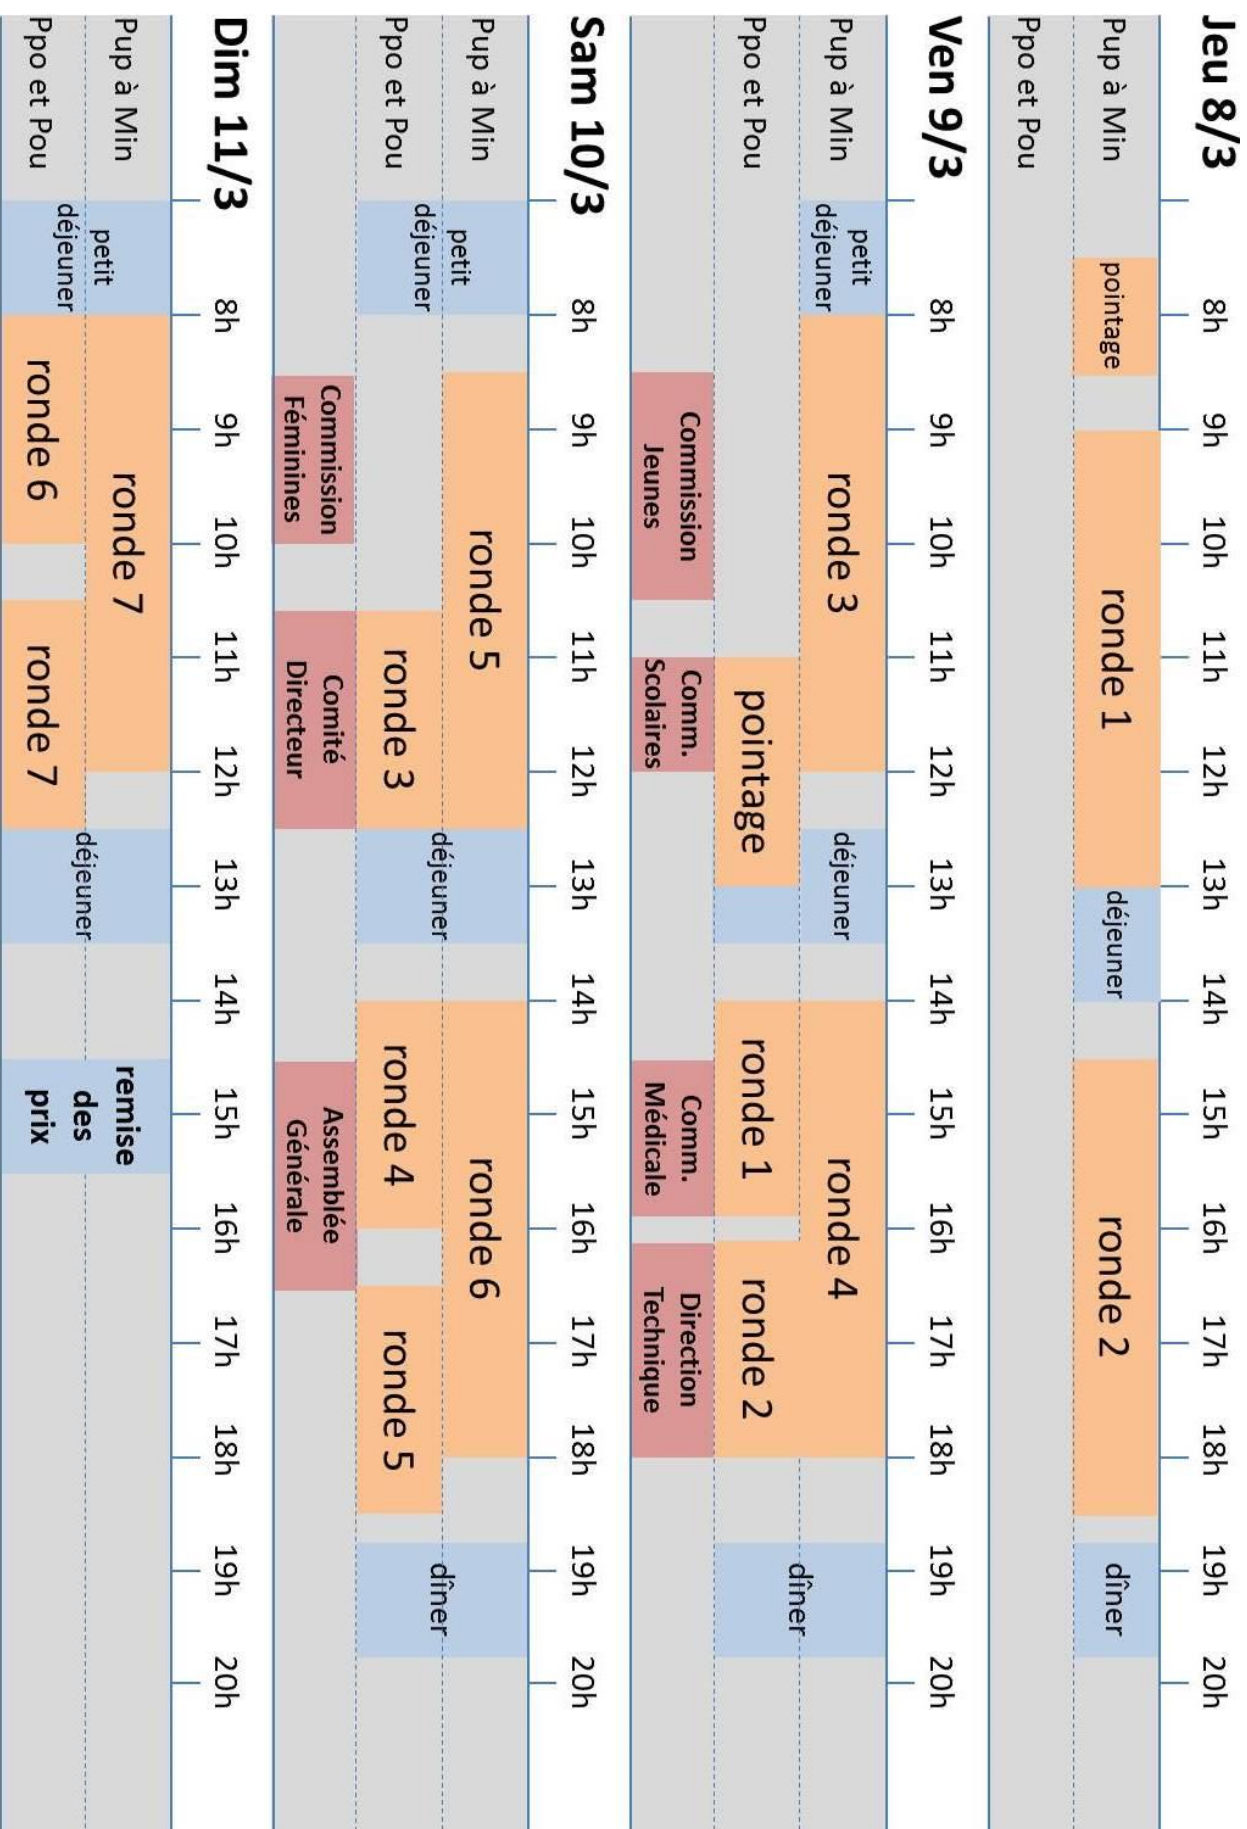 Jeu 8/3
8h 9h 10h 11h 12h 13h 14h 15h 16h 17h 18h 19h 20h
Pup à Min
pointage
ronde 1
déjeuner
ronde 2
dîner
Ppo et Pou
Ven 9/3
8h 9h 10h 11h 12h 13h 14h 15h 16h 17h 18h 19h 20h
Pup à Min
petit
déjeuner
ronde 3
déjeuner
ronde 4
dîner
Ppo et Pou
pointage
ronde 1
ronde 2
Commission
Jeunes
Comm.
Scolaires
Comm.
Médicale
Direction
Technique
Sam 10/3
8h 9h 10h 11h 12h 13h 14h 15h 16h 17h 18h 19h 20h
Pup à Min
petit
déjeuner
ronde 5
déjeuner
ronde 6
dîner
Ppo et Pou
ronde 3
ronde 4
ronde 5
Commission
Féminines
Comité
Directeur
Assemblée
Générale
Dim 11/3
8h 9h 10h 11h 12h 13h 14h 15h 16h 17h 18h 19h 20h
Pup à Min
petit
déjeuner
ronde 7
déjeuner
remise
des
prix
Ppo et Pou
ronde 6
ronde 7